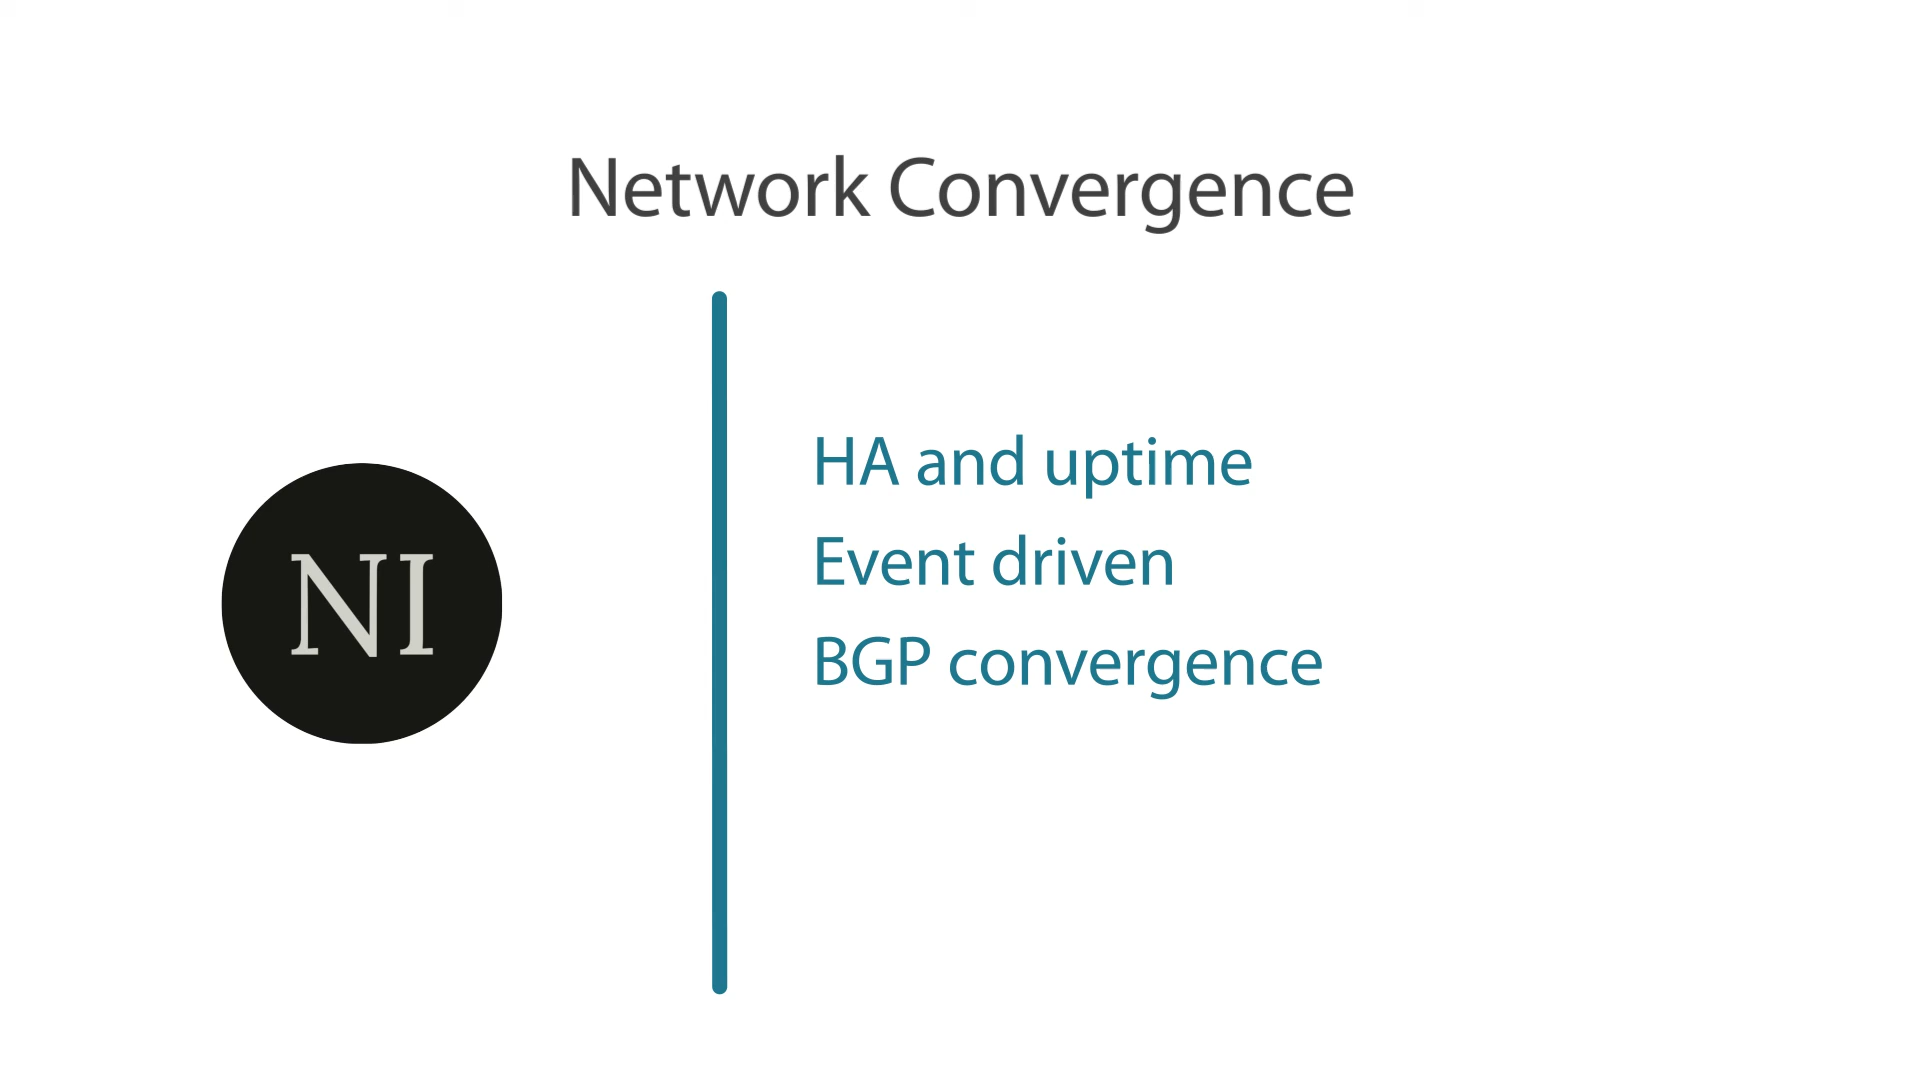 Network Convergence
NI
HA and uptime
Event driven
BGP convergence